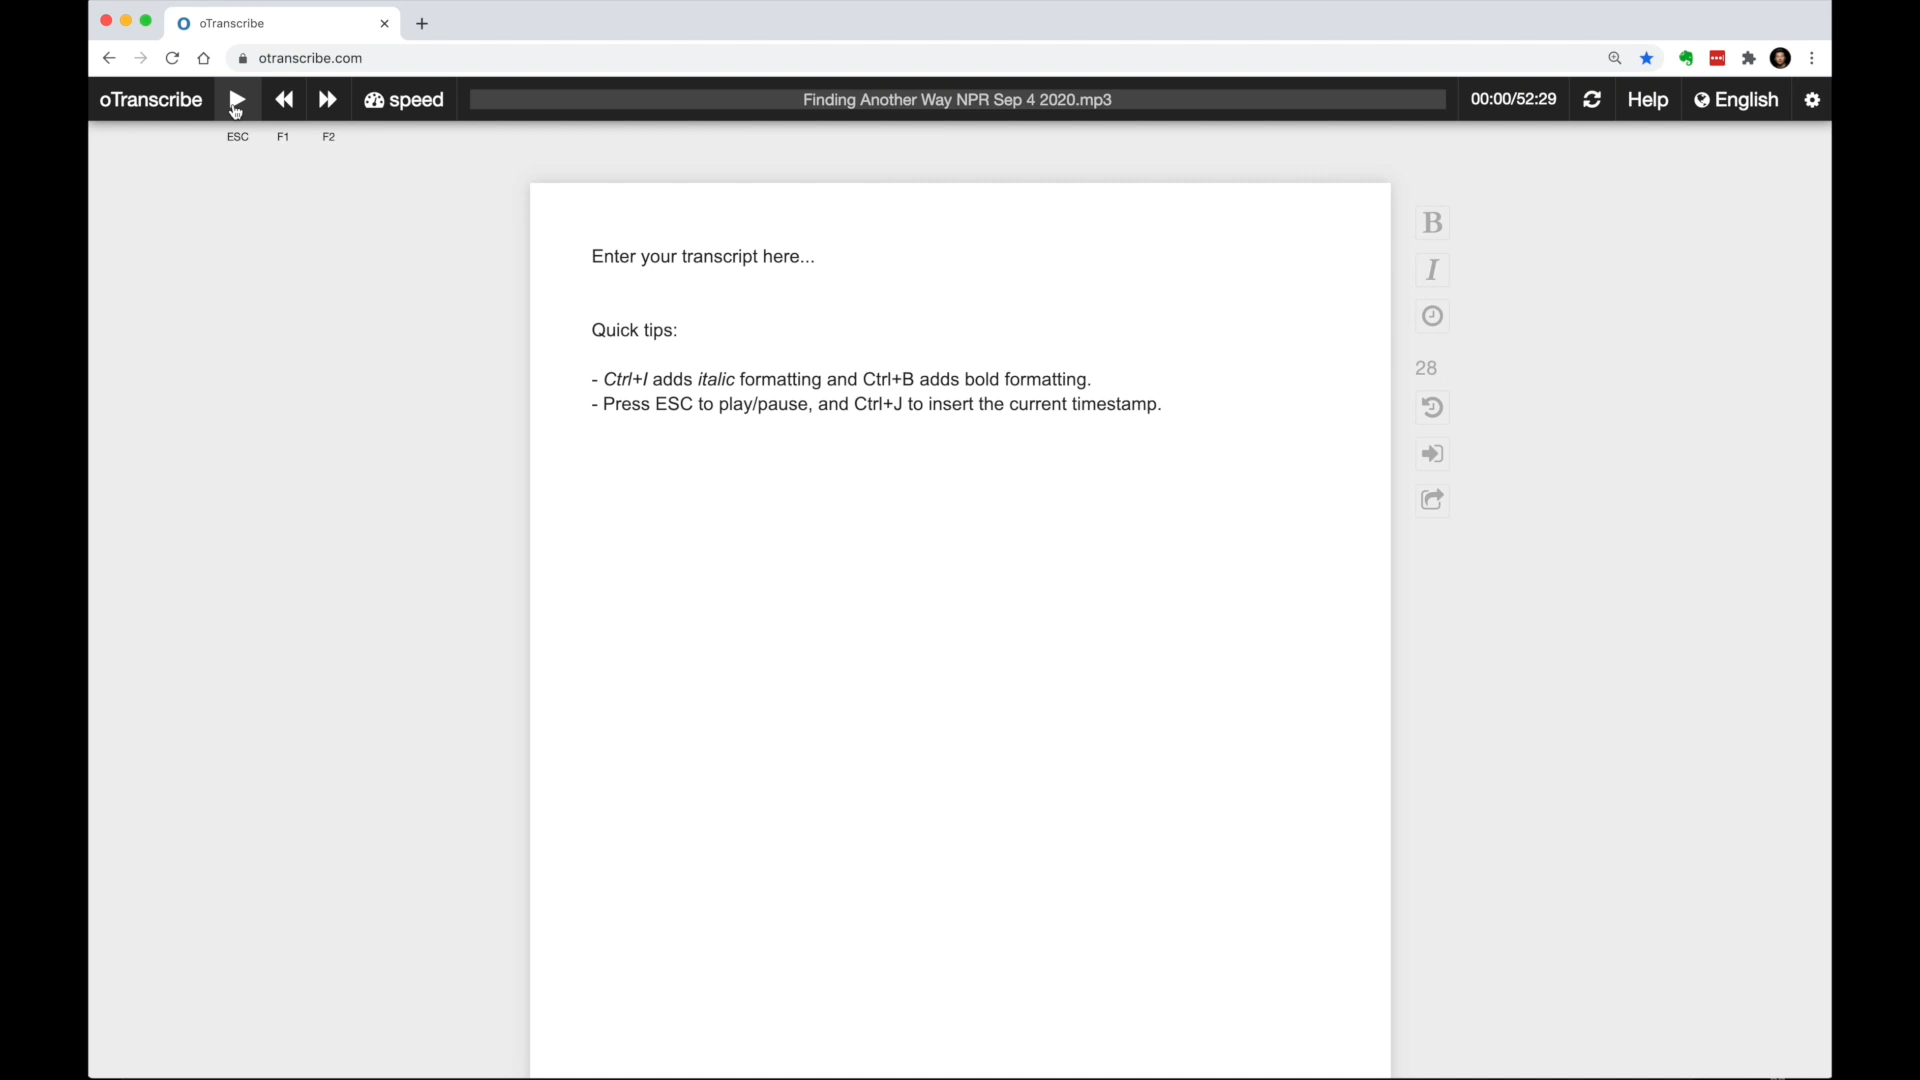 oTranscribe
otranscribe.com
oTranscribe speed Finding Another Way NPR Sep 4 2020.mp3 00:00/52:29 Help English
ESC F1 F2
Enter your transcript here...
Quick tips:
- Ctrl+I adds italic formatting and Ctrl+B adds bold formatting.
- Press ESC to play/pause, and Ctrl+J to insert the current timestamp.
B
I
28